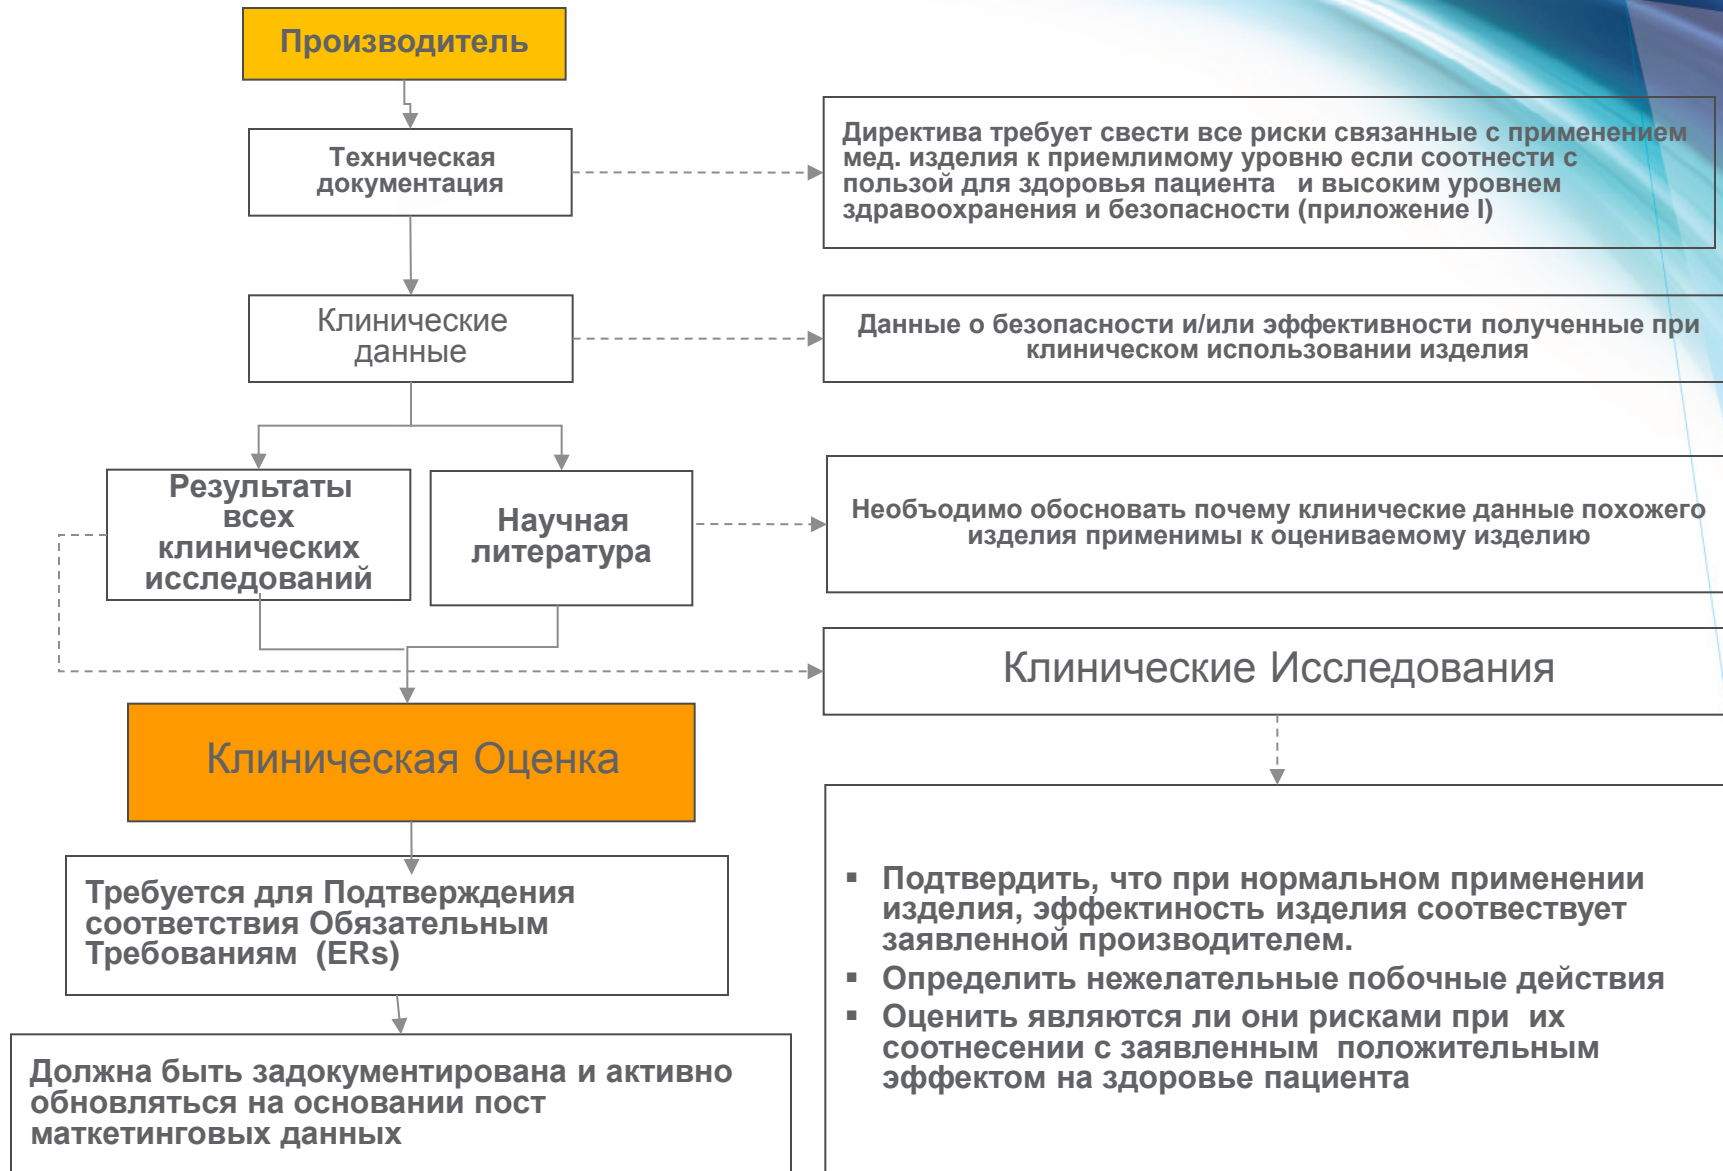 Производитель
Техническая
документация
Директива требует свести все риски связанные с применением
мед. изделия к приемлимому уровню если соотнести с
пользой для здоровья пациента и высоким уровнем
здравоохранения и безопасности (приложение I)
Клинические
данные
Данные о безопасности и/или эффективности полученные при
клиническом использовании изделия
Результаты
всех
клинических
исследований
Научная
литература
Необъодимо обосновать почему клинические данные похожего
изделия применимы к оцениваемому изделию
Клинические Исследования
Клиническая Оценка
Требуется для Подтверждения
соответствия Обязательным
Требованиям (ERs)
Должна быть задокументирована и активно
обновляться на основании пост
маткетинговых данных
▪ Подтвердить, что при нормальном применении
изделия, эффектиность изделия соотвествует
заявленной производителем.
▪ Определить нежелательные побочные действия
▪ Оценить являются ли они рисками при их
соотнесении с заявленным положительным
эффектом на здоровье пациента